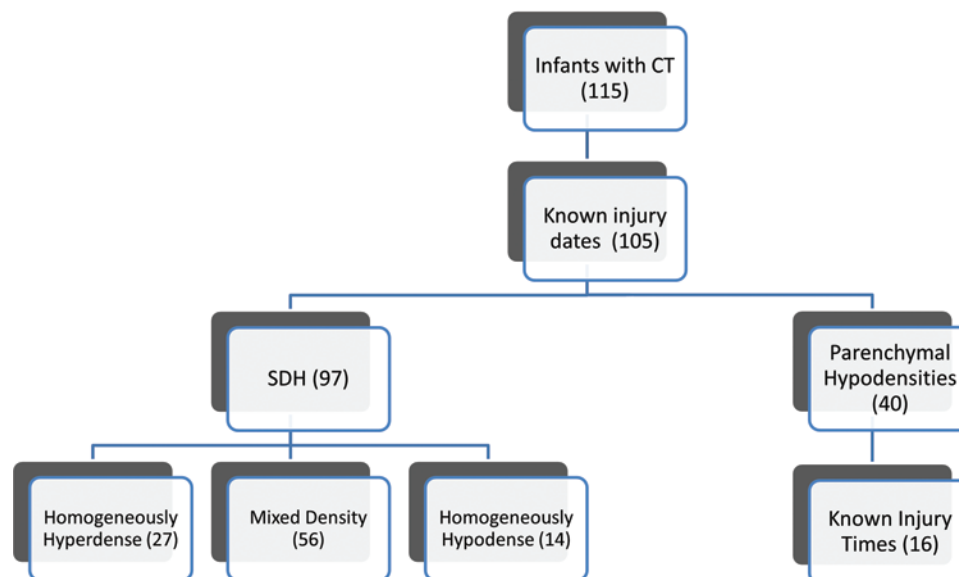 Infants with CT
(115)
Known injury
dates (105)
SDH (97)
Parenchymal
Hypodensities
(40)
Homogeneously
Hyperdense (27)
Mixed Density
(56)
Homogeneously
Hypodense (14)
Known Injury
Times (16)